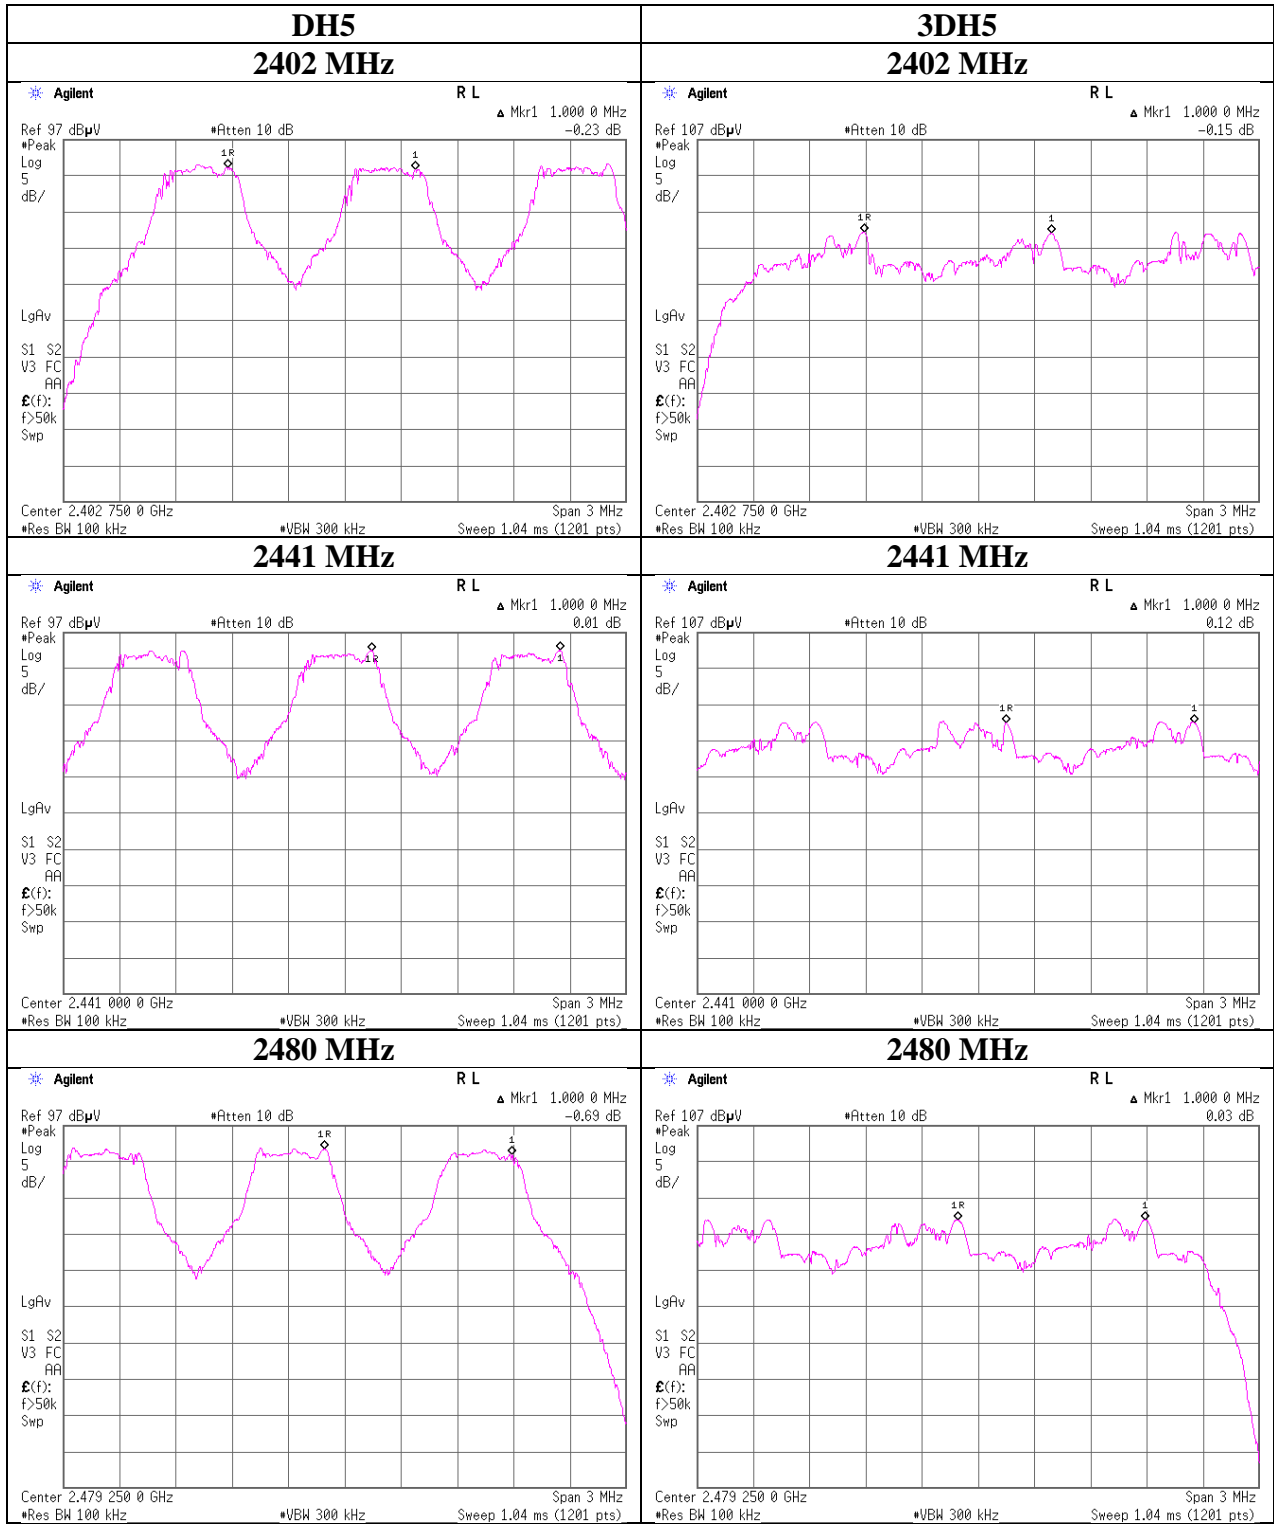 DH5 3DH5
2402 MHz 2402 MHz
Agilent R L
Δ Mkr1 1.000 0 MHz
Ref 97 dBµV #Atten 10 dB -0.23 dB
#Peak
Log
5
dB/
1R 1
LgAv
S1 S2
V3 FC
AA
£(f):
f>50k
Swp
Center 2.402 750 0 GHz Span 3 MHz
#Res BW 100 kHz #VBW 300 kHz Sweep 1.04 ms (1201 pts)
Agilent R L
Δ Mkr1 1.000 0 MHz
Ref 107 dBµV #Atten 10 dB -0.15 dB
#Peak
Log
5
dB/
1R 1
LgAv
S1 S2
V3 FC
AA
£(f):
f>50k
Swp
Center 2.402 750 0 GHz Span 3 MHz
#Res BW 100 kHz #VBW 300 kHz Sweep 1.04 ms (1201 pts)
2441 MHz 2441 MHz
Agilent R L
Δ Mkr1 1.000 0 MHz
Ref 97 dBµV #Atten 10 dB 0.01 dB
#Peak
Log
5
dB/
1R 1
LgAv
S1 S2
V3 FC
AA
£(f):
f>50k
Swp
Center 2.441 000 0 GHz Span 3 MHz
#Res BW 100 kHz #VBW 300 kHz Sweep 1.04 ms (1201 pts)
Agilent R L
Δ Mkr1 1.000 0 MHz
Ref 107 dBµV #Atten 10 dB 0.12 dB
#Peak
Log
5
dB/
1R 1
LgAv
S1 S2
V3 FC
AA
£(f):
f>50k
Swp
Center 2.441 000 0 GHz Span 3 MHz
#Res BW 100 kHz #VBW 300 kHz Sweep 1.04 ms (1201 pts)
2480 MHz 2480 MHz
Agilent R L
Δ Mkr1 1.000 0 MHz
Ref 97 dBµV #Atten 10 dB -0.69 dB
#Peak
Log
5
dB/
1R 1
LgAv
S1 S2
V3 FC
AA
£(f):
f>50k
Swp
Center 2.479 250 0 GHz Span 3 MHz
#Res BW 100 kHz #VBW 300 kHz Sweep 1.04 ms (1201 pts)
Agilent R L
Δ Mkr1 1.000 0 MHz
Ref 107 dBµV #Atten 10 dB 0.03 dB
#Peak
Log
5
dB/
1R 1
LgAv
S1 S2
V3 FC
AA
£(f):
f>50k
Swp
Center 2.479 250 0 GHz Span 3 MHz
#Res BW 100 kHz #VBW 300 kHz Sweep 1.04 ms (1201 pts)